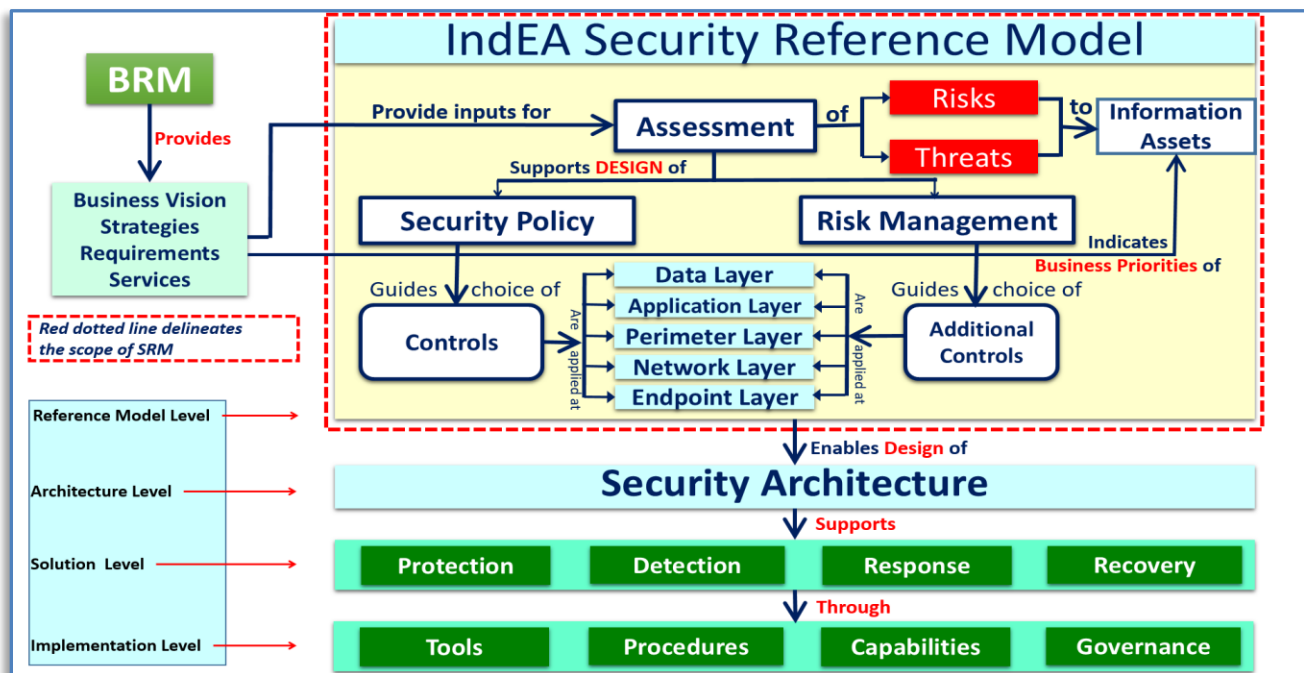 IndEA Security Reference Model
BRM
Provides
Business Vision
Strategies
Requirements
Services
Provide inputs for
Assessment
of
Risks
Threats
to
Information
Assets
Supports DESIGN of
Security Policy
Risk Management
Indicates
Business Priorities of
Guides choice of
Guides choice of
Controls
Are applied at
Data Layer
Application Layer
Perimeter Layer
Network Layer
Endpoint Layer
Are applied at
Additional
Controls
Red dotted line delineates
the scope of SRM
Enables Design of
Reference Model Level
Architecture Level
Solution Level
Implementation Level
Security Architecture
Supports
Protection
Detection
Response
Recovery
Through
Tools
Procedures
Capabilities
Governance